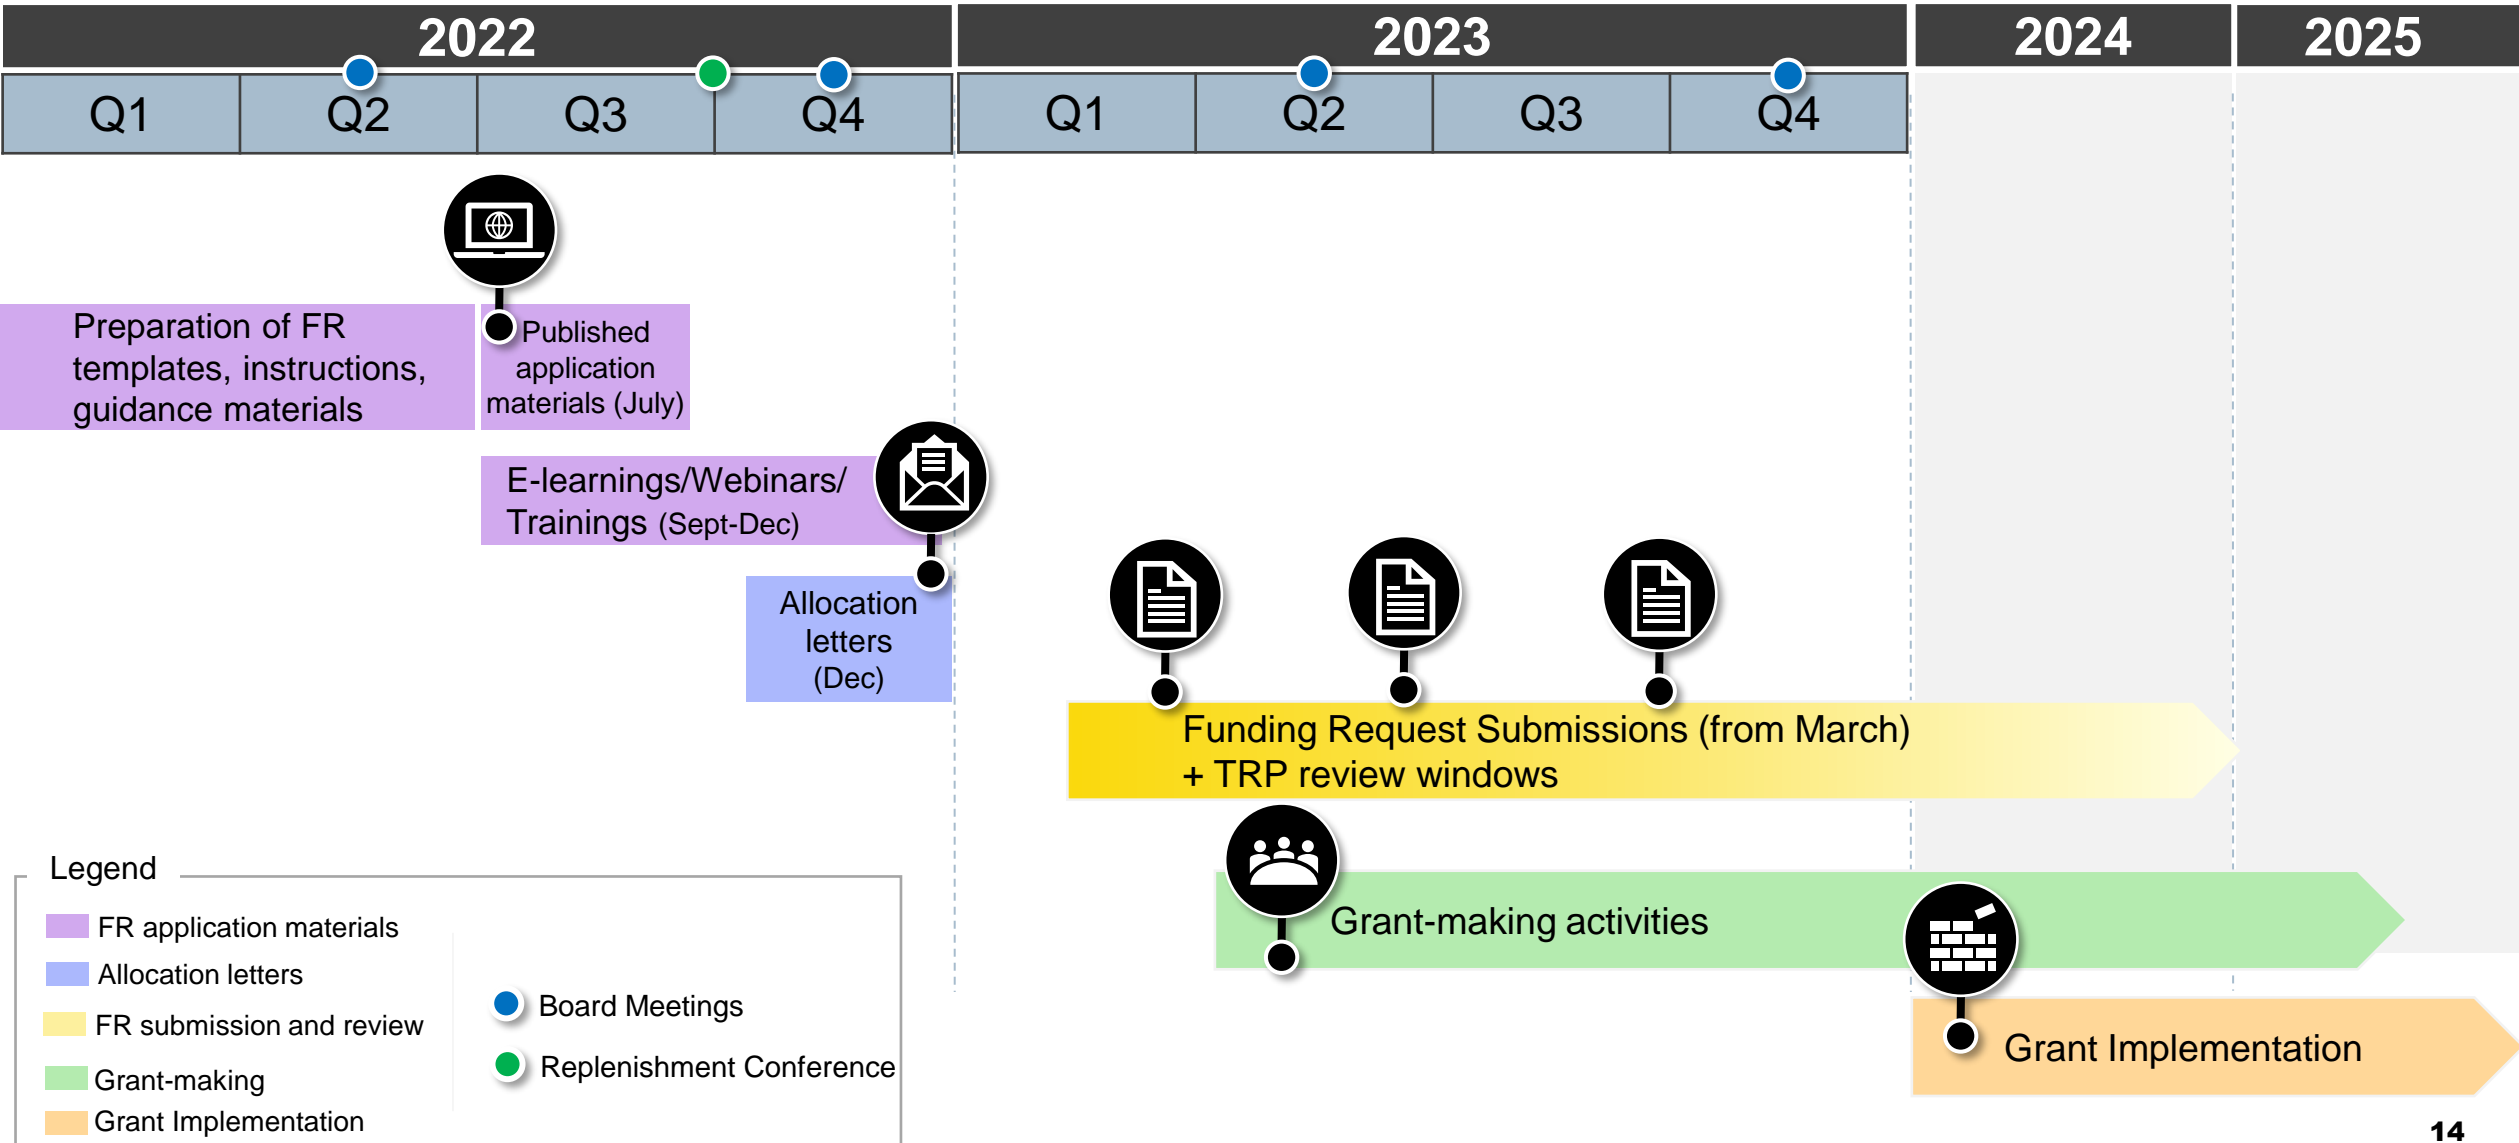 2022
2023
2024
2025
Q1
Q2
Q3
Q4
Q1
Q2
Q3
Q4
Preparation of FR
templates, instructions,
guidance materials
Published
application
materials (July)
E-learnings/Webinars/
Trainings (Sept-Dec)
Allocation
letters
(Dec)
Funding Request Submissions (from March)
+ TRP review windows
Grant-making activities
Grant Implementation
Legend
FR application materials
Allocation letters
FR submission and review
Grant-making
Grant Implementation
Board Meetings
Replenishment Conference
14